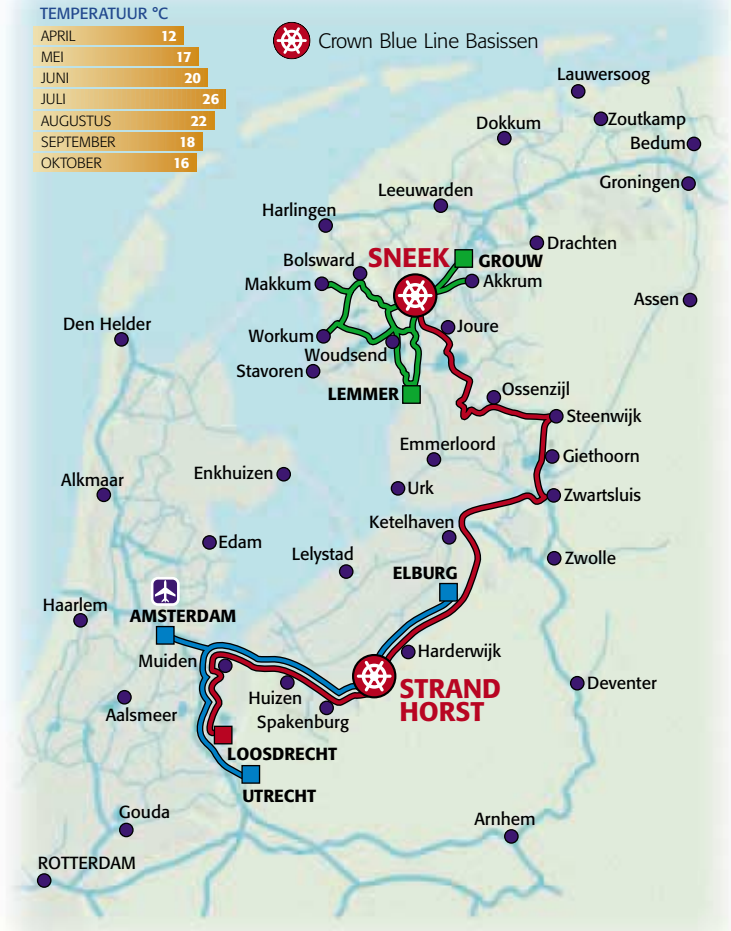 TEMPERATUUR °C
APRIL 12
MEI 17
JUNI 20
JULI 26
AUGUSTUS 22
SEPTEMBER 18
OKTOBER 16
Crown Blue Line Basissen
Lauwersoog
Zoutkamp
Dokkum
Bedum
Groningen
Leeuwarden
Harlingen
Drachten
Bolsward
SNEEK
GROUW
Makkum
Akkrum
Assen
Den Helder
Joure
Workum
Woudsend
Stavoren
LEMMER
Ossenzijl
Steenwijk
Emmerloord
Giethoorn
Enkhuizen
Alkmaar
Urk
Zwartsluis
Ketelhaven
Edam
Lelystad
Zwolle
ELBURG
Haarlem
AMSTERDAM
Muiden
Harderwijk
Huizen
STRAND
HORST
Deventer
Aalsmeer
Spakenburg
LOOSDRECHT
UTRECHT
Gouda
Arnhem
ROTTERDAM